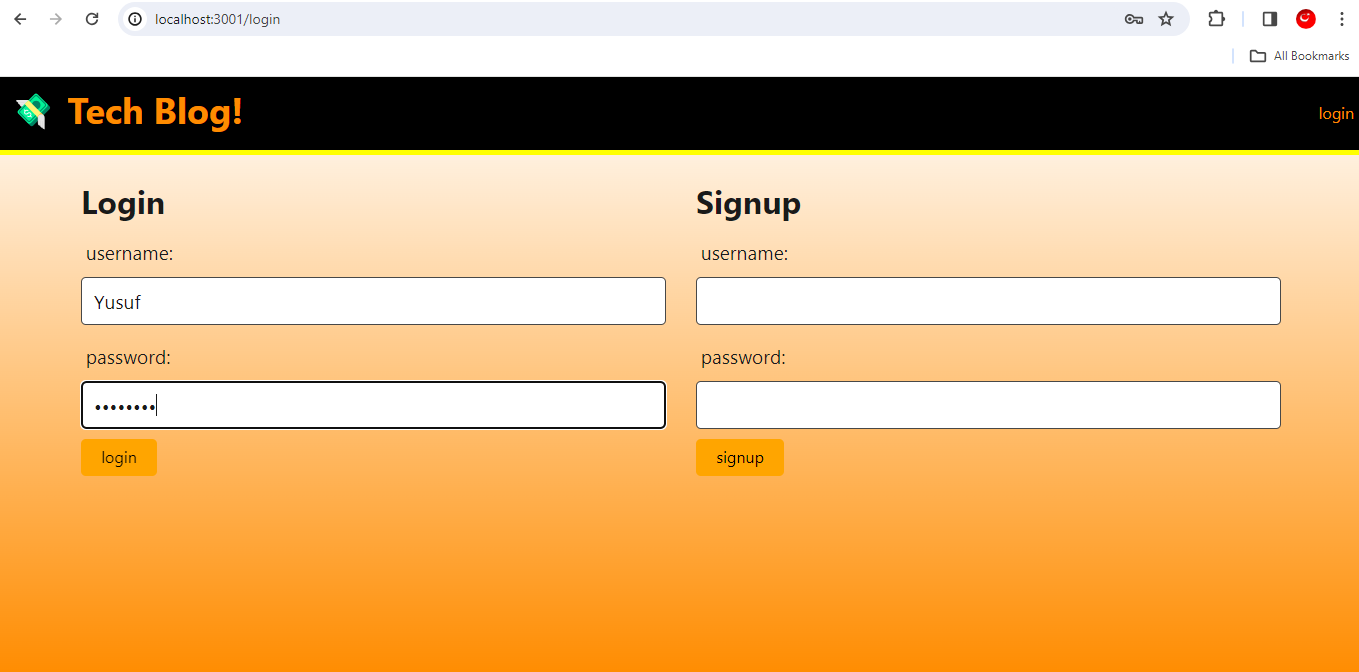 localhost:3001/login
All Bookmarks
Tech Blog!
login
Login
username:
Yusuf
password:
••••••••
login
Signup
username:
password:
signup